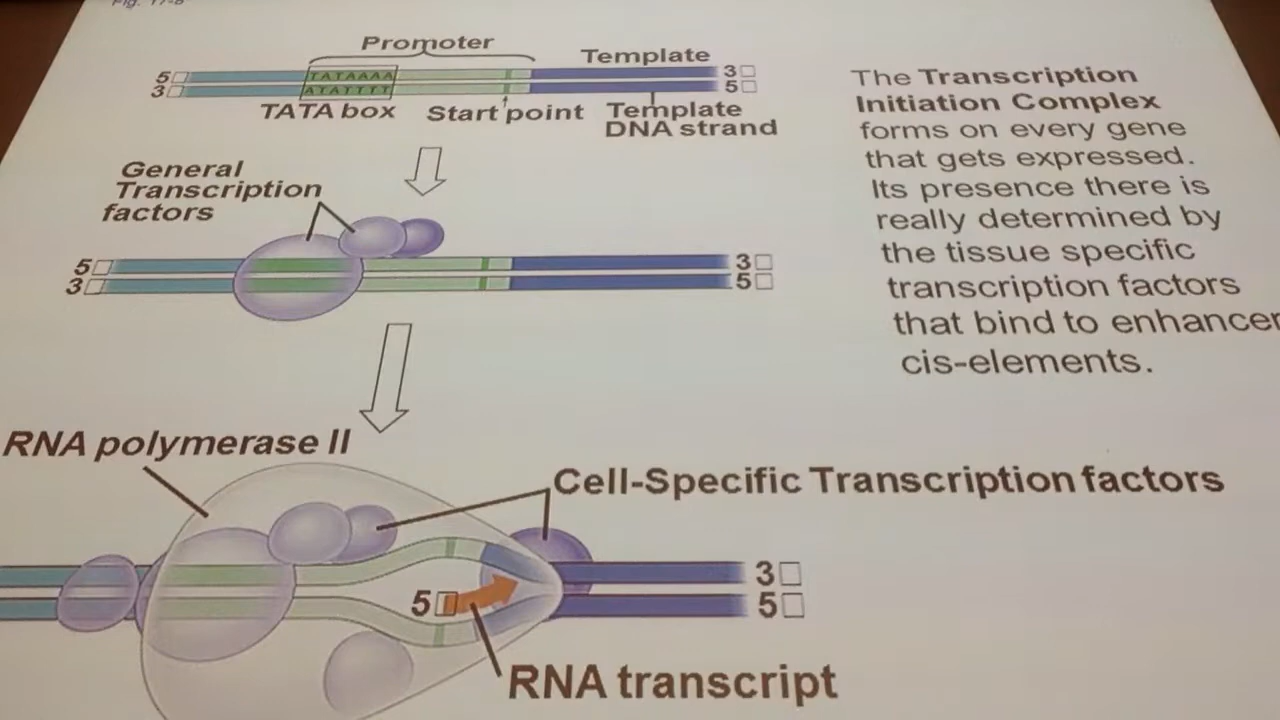 Fig. 17-8
Promoter
Template
5□
TATAAAA
3□
3□
ATATTTT
5□
TATA box
Start point
Template
DNA strand
The Transcription
Initiation Complex
forms on every gene
that gets expressed.
Its presence there is
really determined by
the tissue specific
transcription factors
that bind to enhancer
cis-elements.
General
Transcription
factors
5□
3□
3□
5□
RNA polymerase II
Cell-Specific Transcription factors
3□
5□
5□
RNA transcript